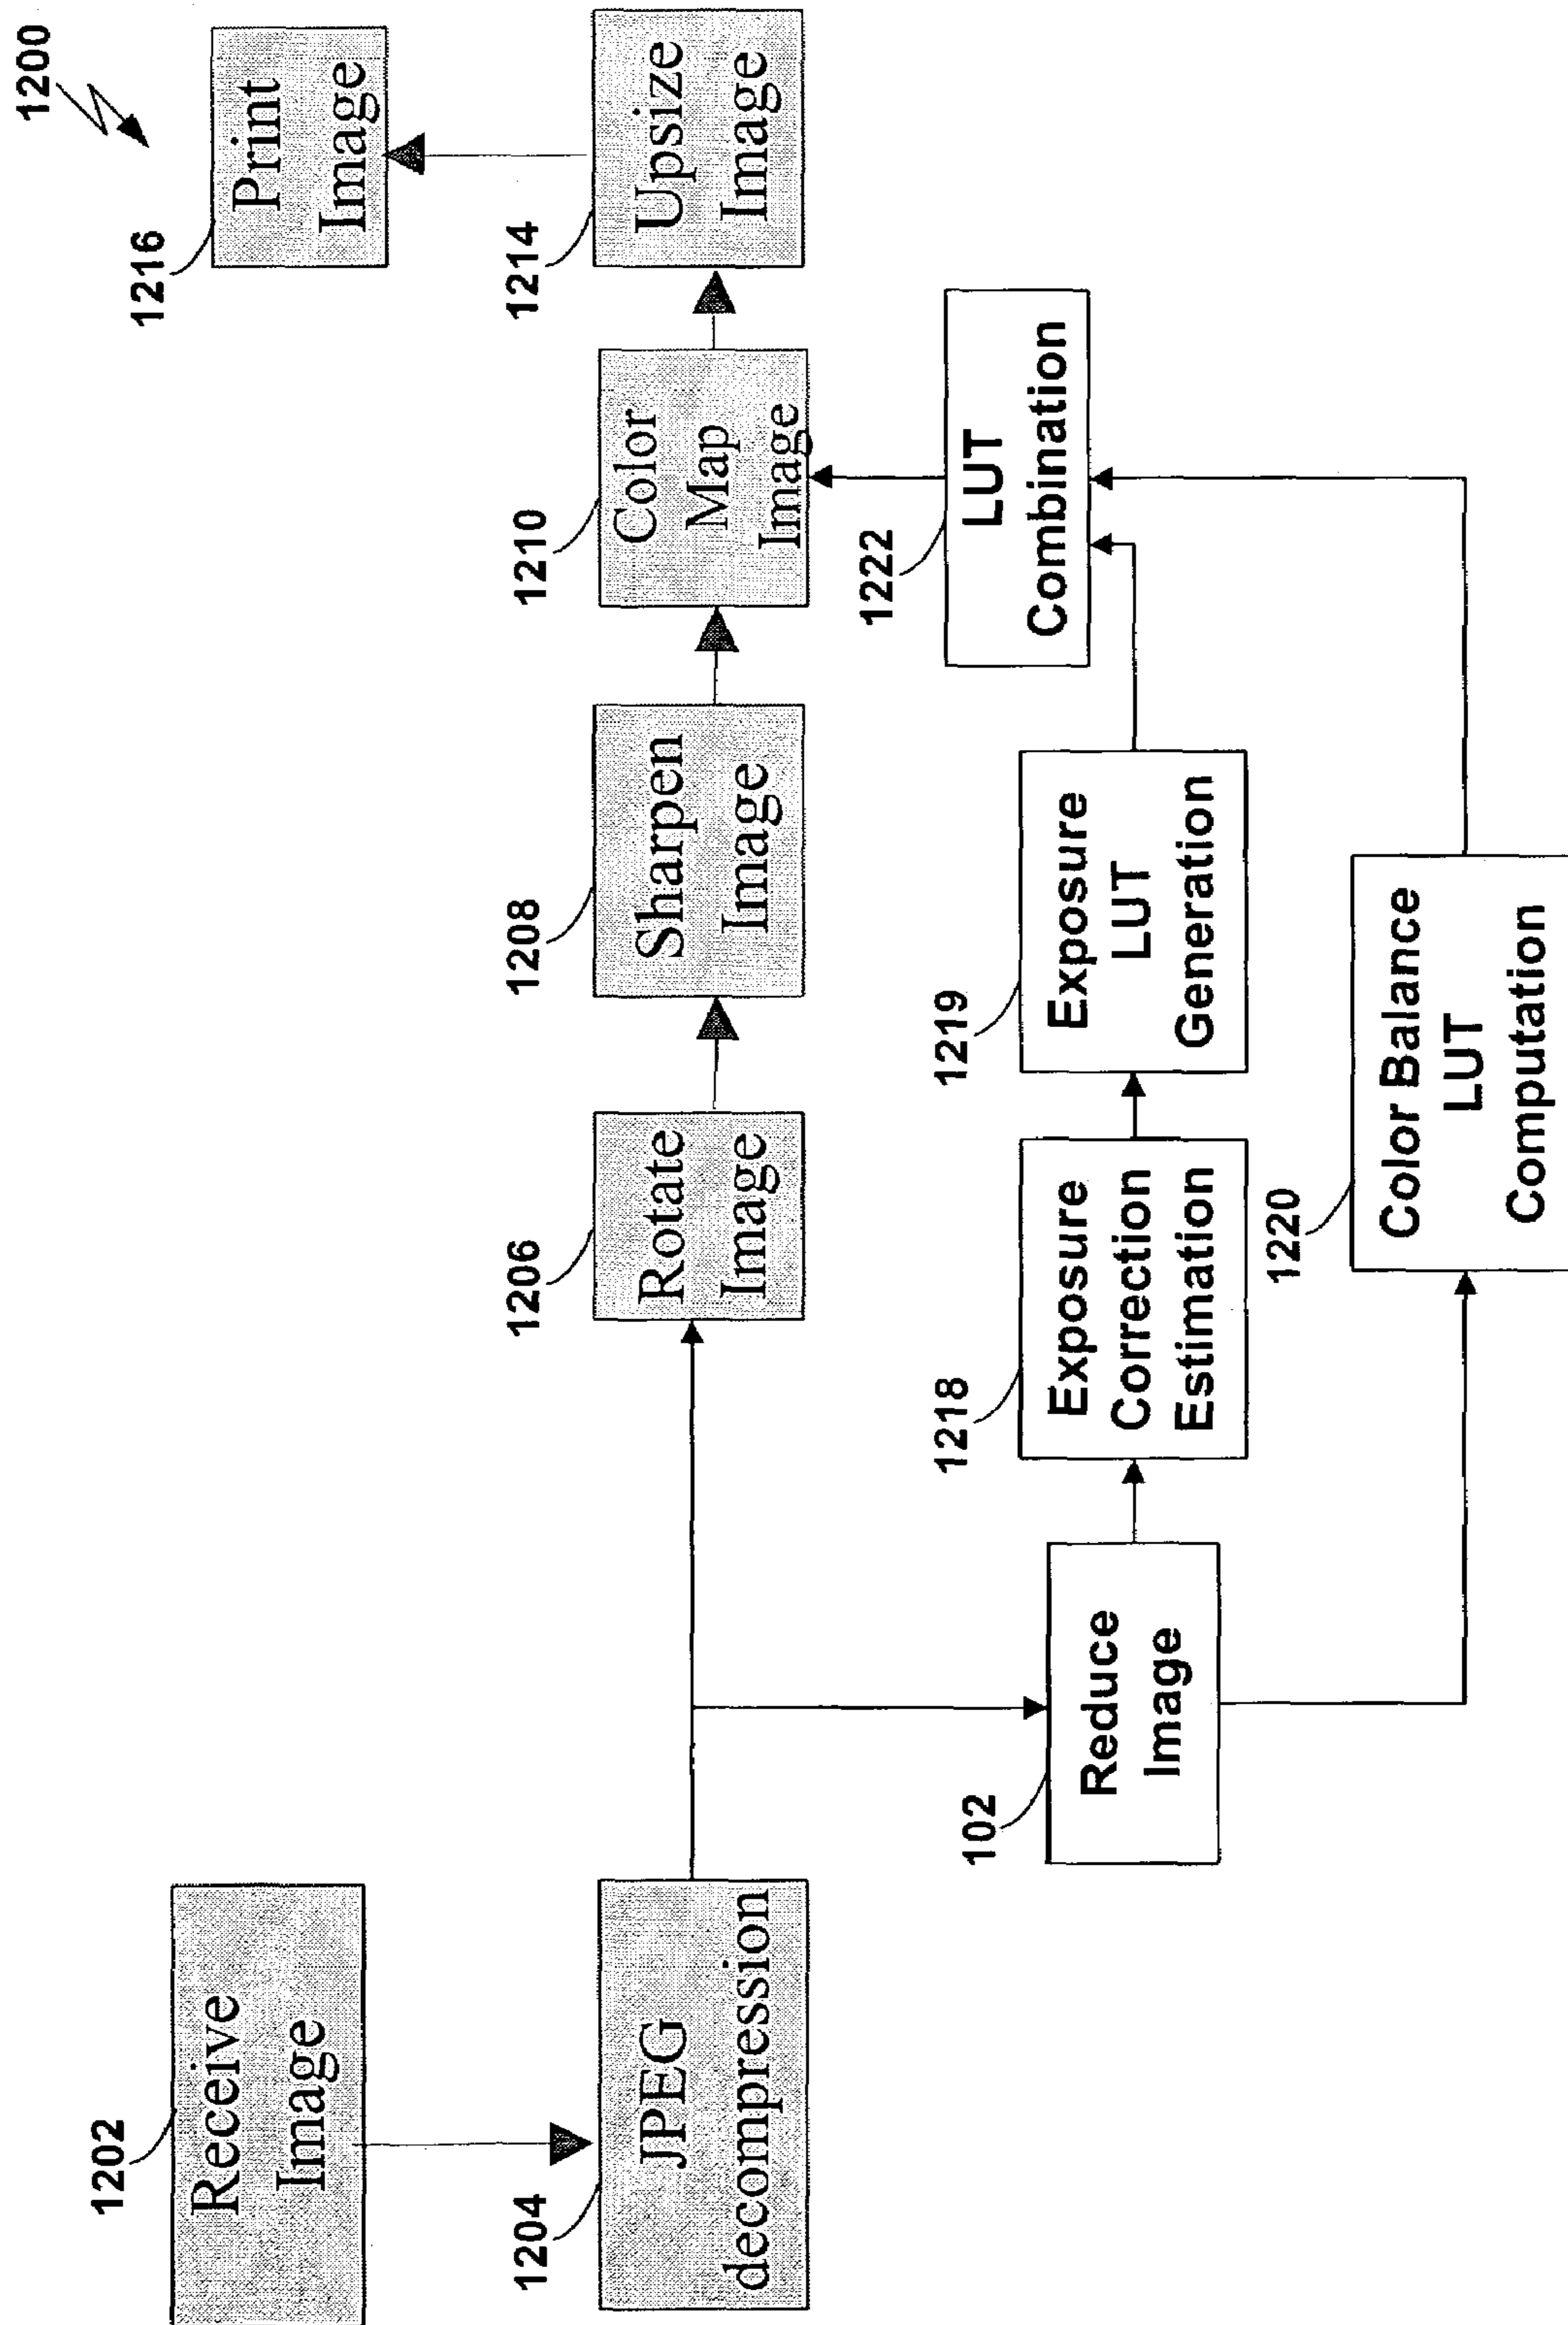 1200
1202
Receive
Image
1204
JPEG
decompression
1206
Rotate
Image
1208
Sharpen
Image
1210
Color
Map
Image
1214
Upsize
Image
1216
Print
Image
102
Reduce
Image
1218
Exposure
Correction
Estimation
1219
Exposure
LUT
Generation
1222
LUT
Combination
1220
Color Balance
LUT
Computation